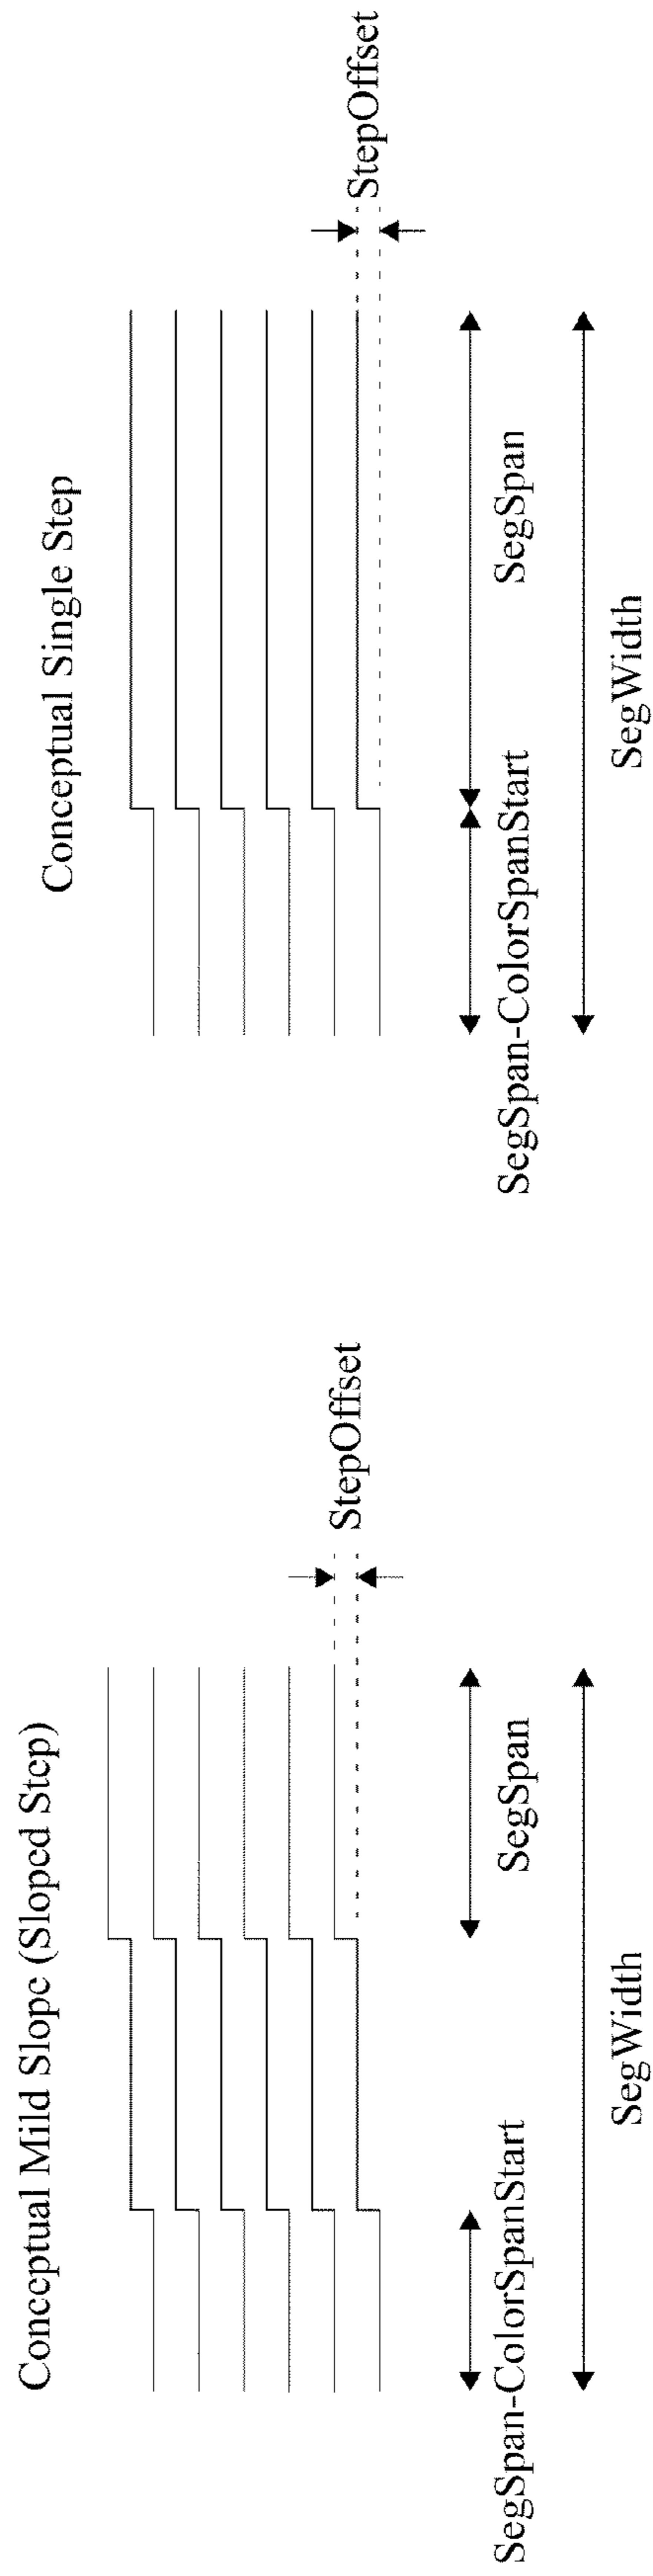 Conceptual Mild Slope (Sloped Step)
StepOffset
SegSpan-ColorSpanStart
SegSpan
SegWidth
Conceptual Single Step
StepOffset
SegSpan-ColorSpanStart
SegSpan
SegWidth